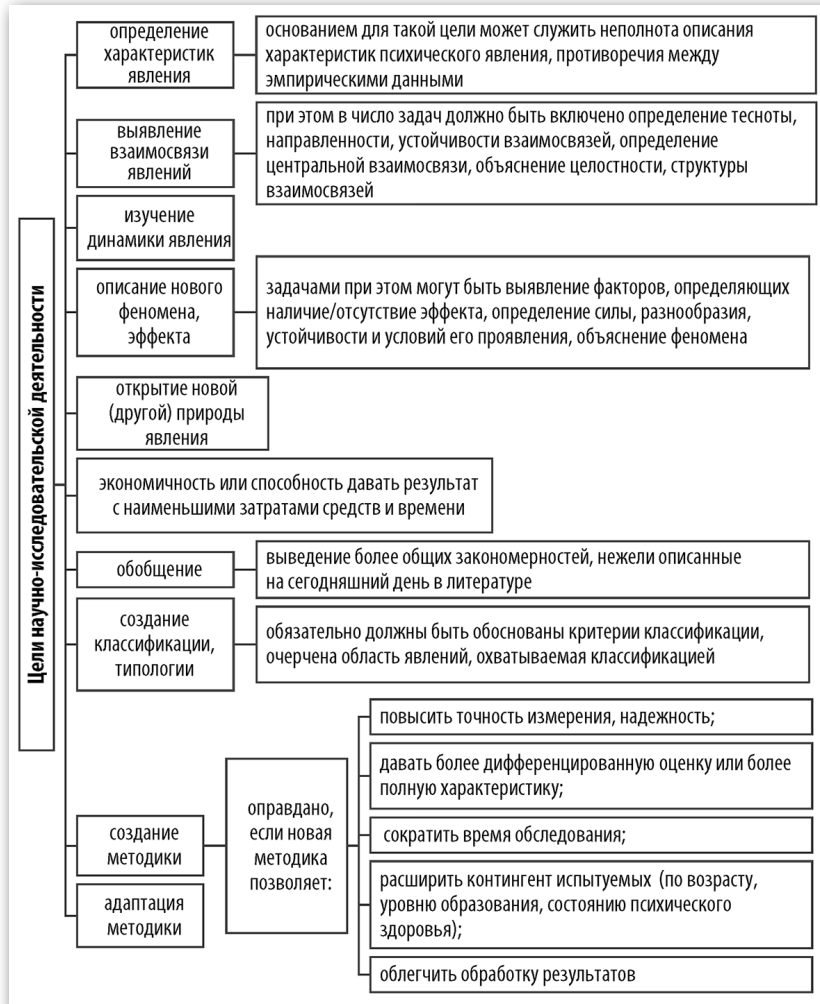 Цели научно-исследовательской деятельности
определение
характеристик
явления
основанием для такой цели может служить неполнота описания
характеристик психического явления, противоречия между
эмпирическими данными
выявление
взаимосвязи
явлений
при этом в число задач должно быть включено определение тесноты,
направленности, устойчивости взаимосвязей, определение
центральной взаимосвязи, объяснение целостности, структуры
взаимосвязей
изучение
динамики явления
описание нового
феномена,
эффекта
задачами при этом могут быть выявление факторов, определяющих
наличие/отсутствие эффекта, определение силы, разнообразия,
устойчивости и условий его проявления, объяснение феномена
открытие новой
(другой) природы
явления
экономичность или способность давать результат
с наименьшими затратами средств и времени
обобщение
выведение более общих закономерностей, нежели описанные
на сегодняшний день в литературе
создание
классификации,
типологии
обязательно должны быть обоснованы критерии классификации,
очерчена область явлений, охватываемая классификацией
создание
методики
адаптация
методики
оправдано,
если новая
методика
позволяет:
повысить точность измерения, надежность;
давать более дифференцированную оценку или более
полную характеристику;
сократить время обследования;
расширить контингент испытуемых (по возрасту,
уровню образования, состоянию психического
здоровья);
облегчить обработку результатов